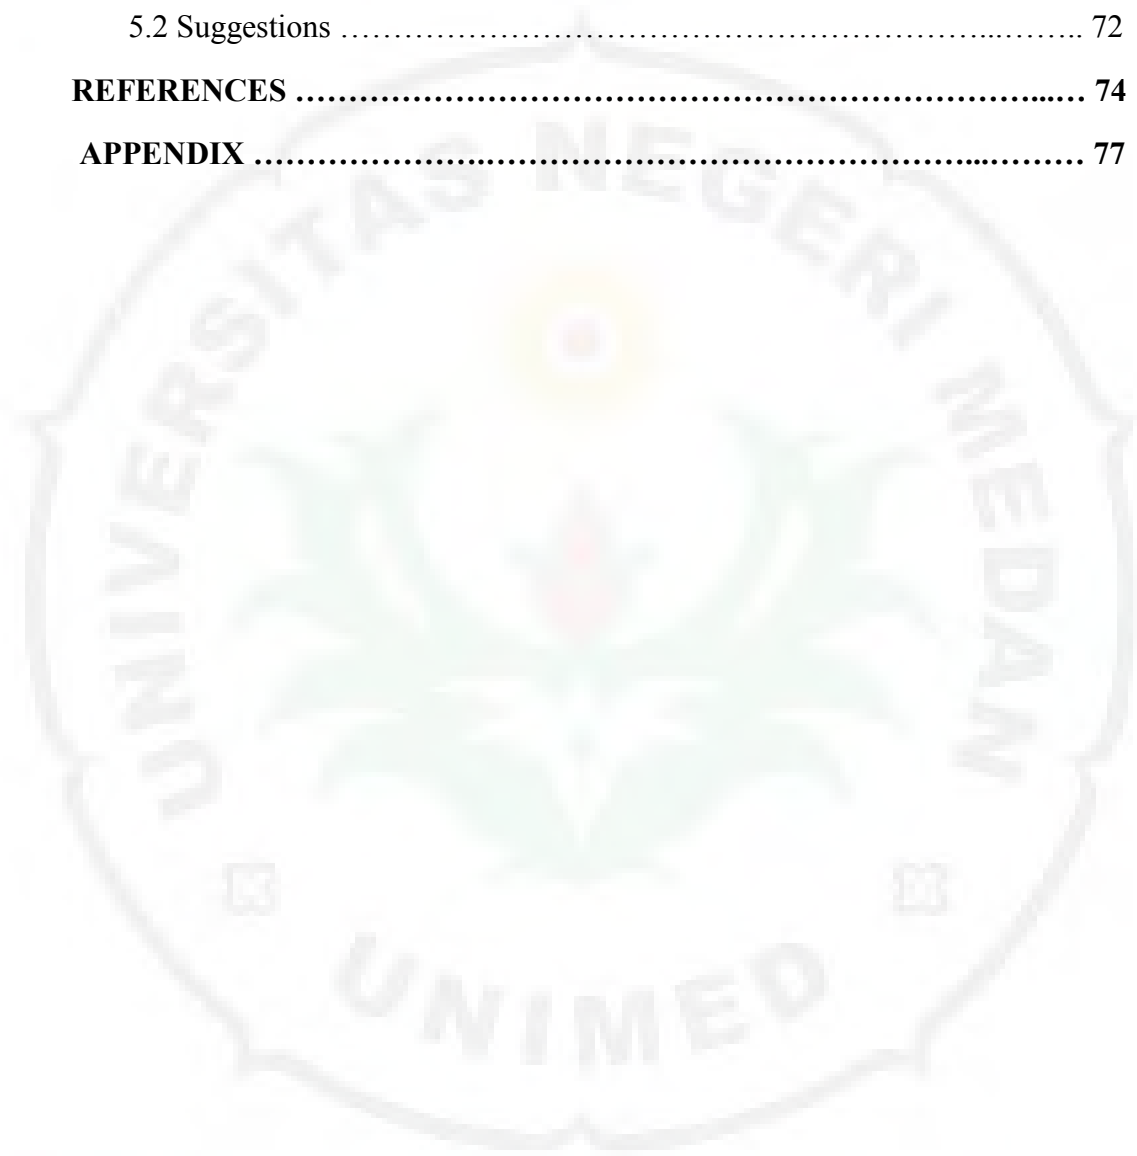 5.2 Suggestions ……………………………………………………………...…….. 72
REFERENCES ……………………………………………………………...… 74
APPENDIX ………………….………………………………………...……… 77
UNIVERSITAS NEGERI MEDAN
UNIMED